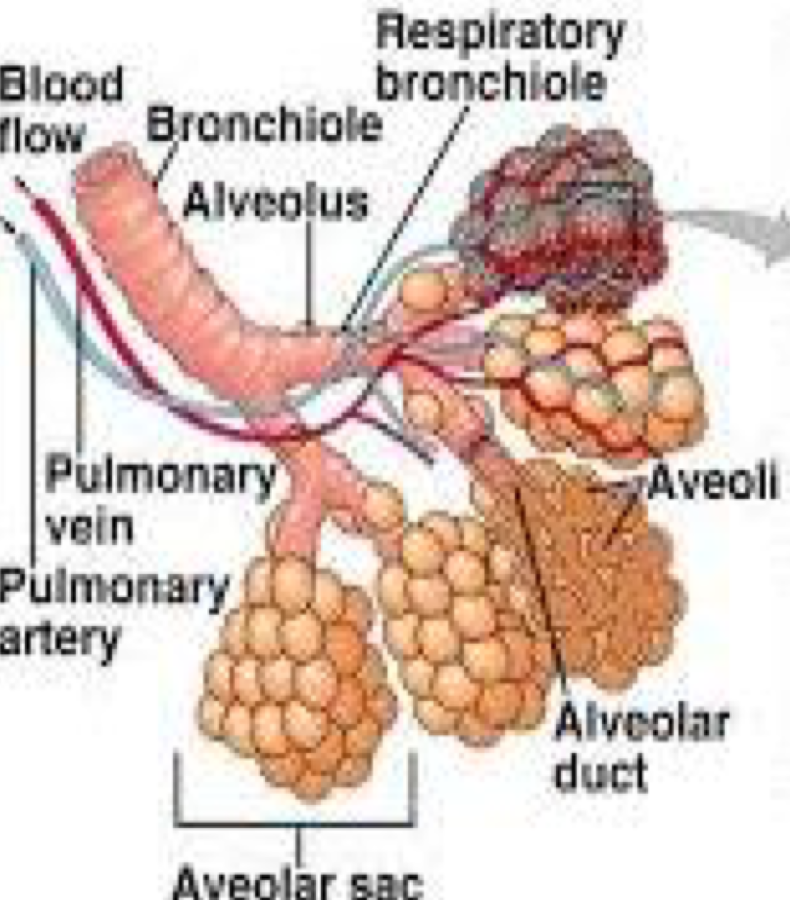 Respiratory
bronchiole
Blood
flow
Bronchiole
Alveolus
Pulmonary
vein
Aveoli
Pulmonary
artery
Alveolar
duct
Aveolar sac